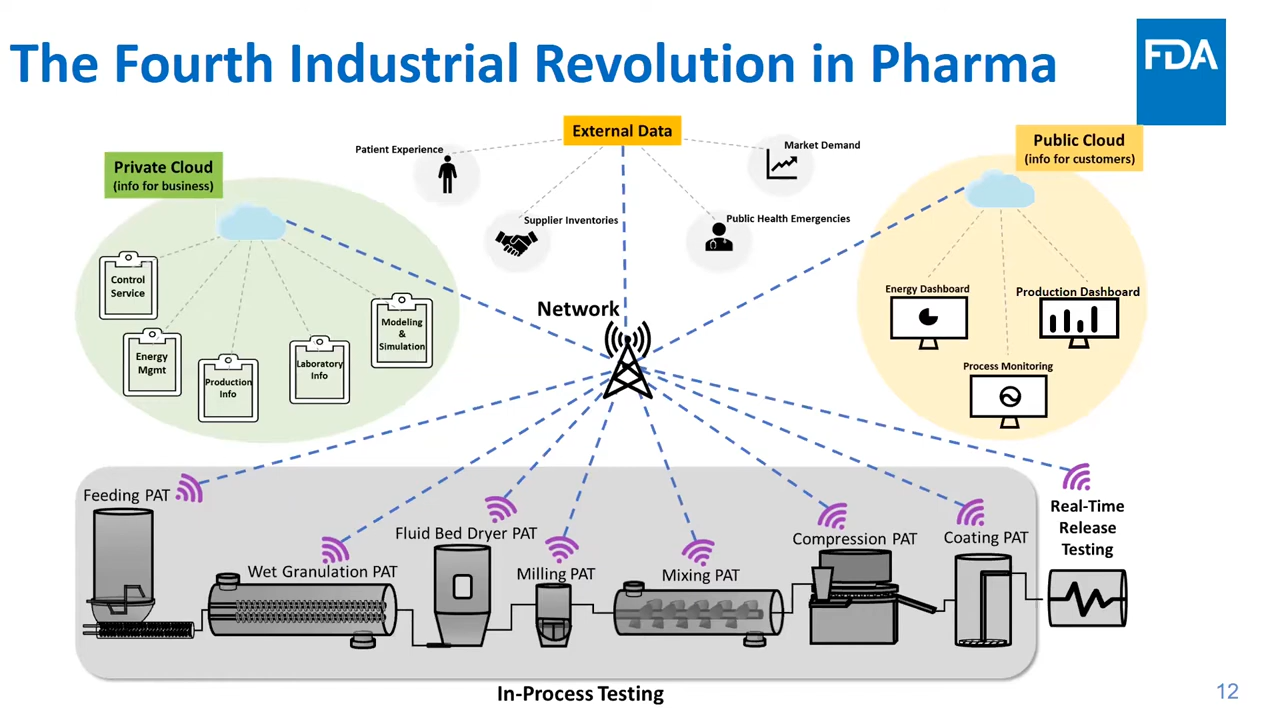 The Fourth Industrial Revolution in Pharma
FDA
External Data
Patient Experience
Market Demand
Supplier Inventories
Public Health Emergencies
Private Cloud
(info for business)
Control
Service
Energy
Mgmt
Production
Info
Laboratory
Info
Modeling
&
Simulation
Public Cloud
(info for customers)
Energy Dashboard
Production Dashboard
Process Monitoring
Network
Feeding PAT
Wet Granulation PAT
Fluid Bed Dryer PAT
Milling PAT
Mixing PAT
Compression PAT
Coating PAT
Real-Time
Release
Testing
In-Process Testing
12